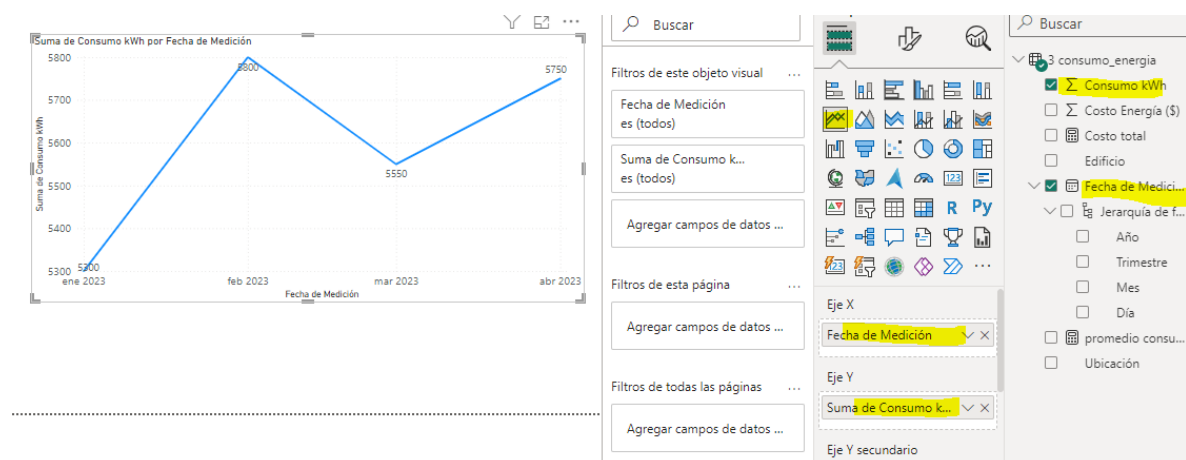 Suma de Consumo kWh por Fecha de Medición
Suma de Consumo kWh
5800
5700
5600
5500
5400
5300
5300
5800
5550
5750
ene 2023
feb 2023
mar 2023
abr 2023
Fecha de Medición
Buscar
Filtros de este objeto visual ...
Fecha de Medición
es (todos)
Suma de Consumo k...
es (todos)
Agregar campos de datos ...
Filtros de esta página ...
Agregar campos de datos ...
Filtros de todas las páginas ...
Agregar campos de datos ...
123
R
Py
123
...
Eje X
Fecha de Medición
Eje Y
Suma de Consumo k...
Eje Y secundario
Buscar
3 consumo_energia
∑ Consumo kWh
∑ Costo Energía ($)
Costo total
Edificio
Fecha de Medici...
Jerarquía de f...
Año
Trimestre
Mes
Día
promedio consu...
Ubicación